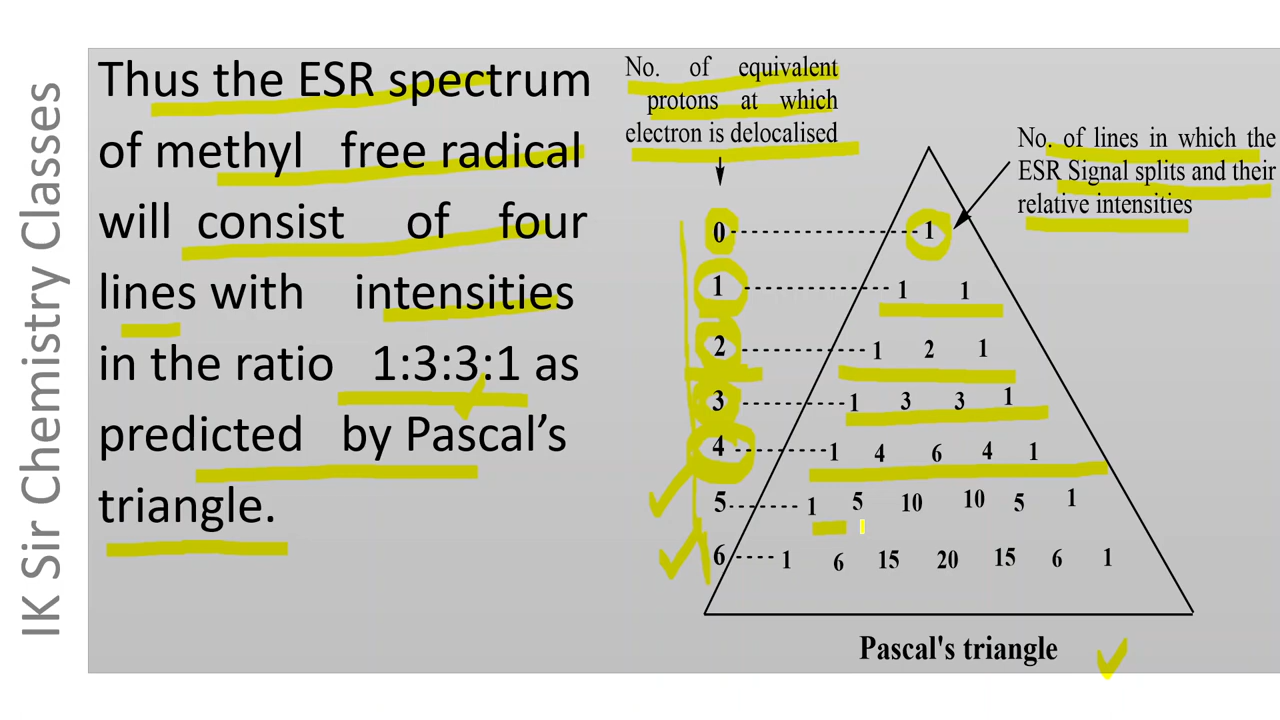 IK Sir Chemistry Classes
Thus the ESR spectrum
of methyl free radical
will consist of four
lines with intensities
in the ratio 1:3:3:1 as
predicted by Pascal’s
triangle.
No. of equivalent
protons at which
electron is delocalised
No. of lines in which the
ESR Signal splits and their
relative intensities
0 1
1 1 1
2 1 2 1
3 1 3 3 1
4 1 4 6 4 1
5 1 5 10 10 5 1
6 1 6 15 20 15 6 1
Pascal's triangle